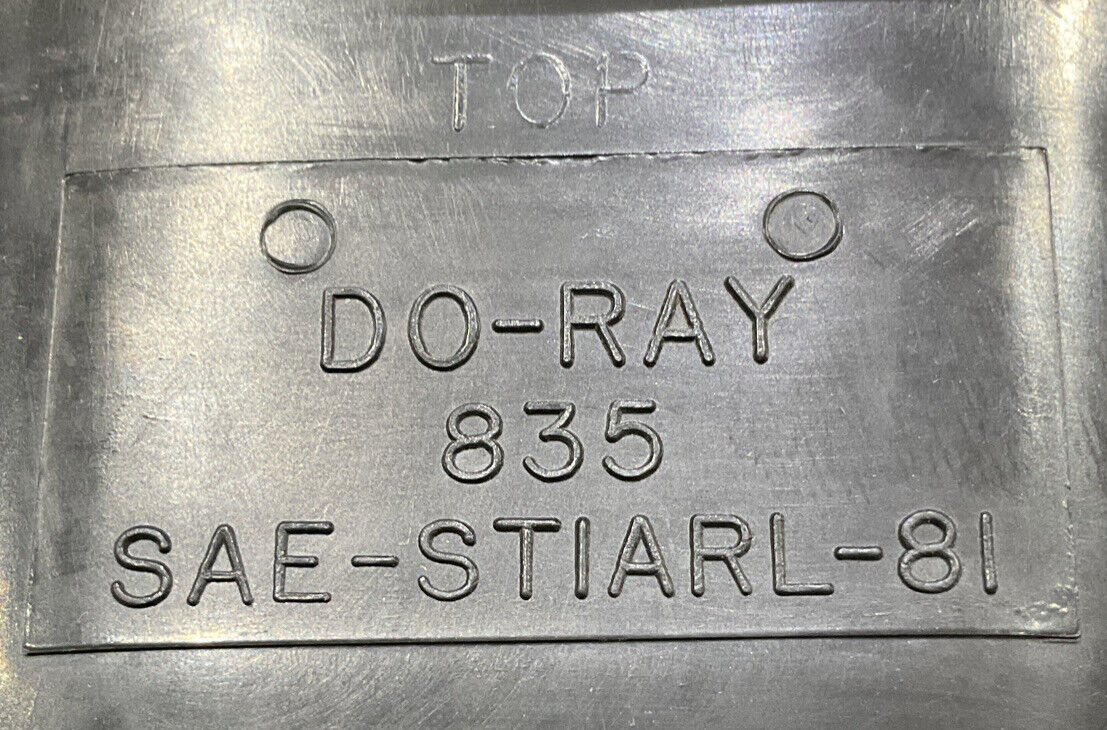 TOP
DO-RAY
835
SAE-STIARL-81